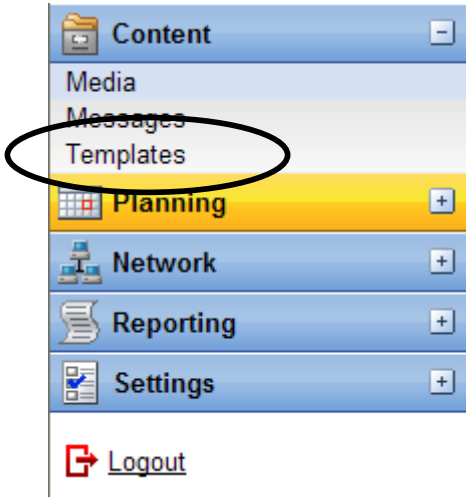 Content
Media
Messages
Templates
Planning
Network
Reporting
Settings
Logout